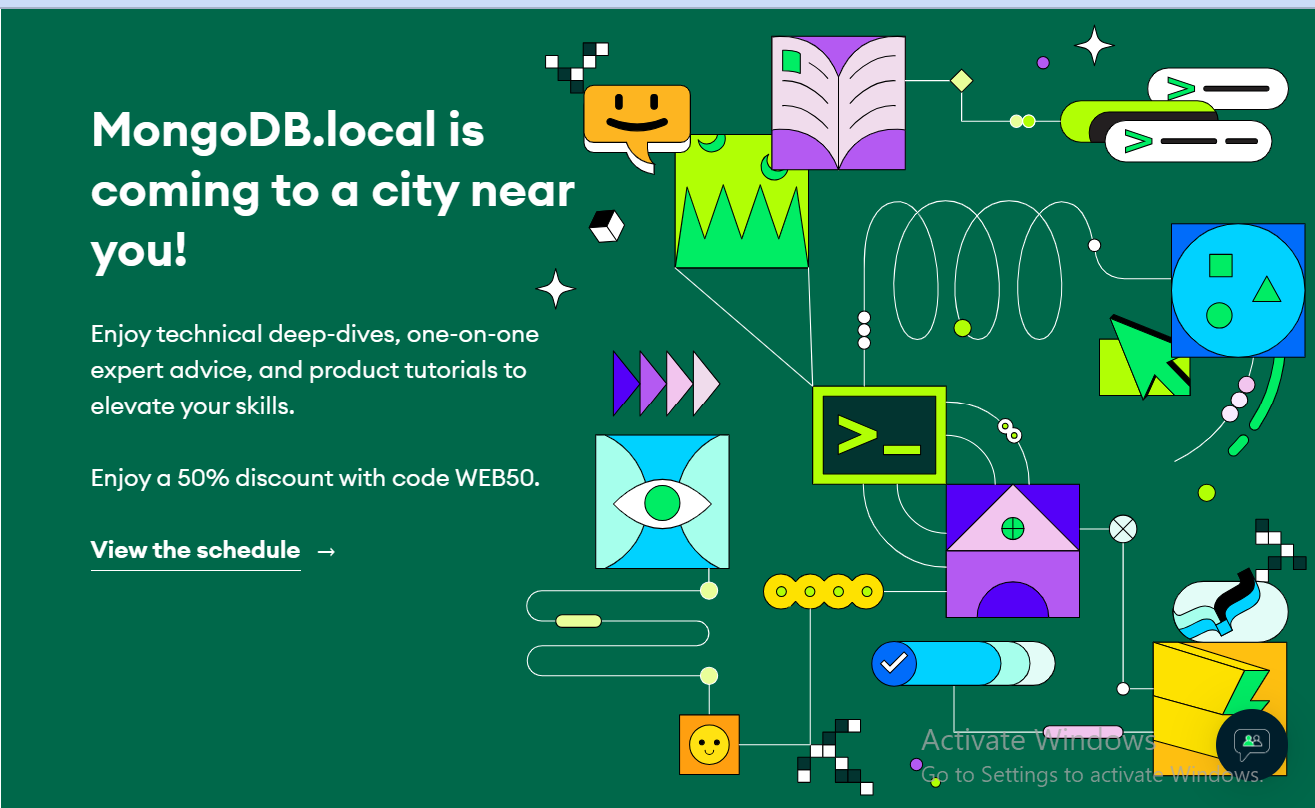 MongoDB.local is
coming to a city near
you!
Enjoy technical deep-dives, one-on-one
expert advice, and product tutorials to
elevate your skills.
Enjoy a 50% discount with code WEB50.
View the schedule →
>_
Activate Windows
Go to Settings to activate Windows.